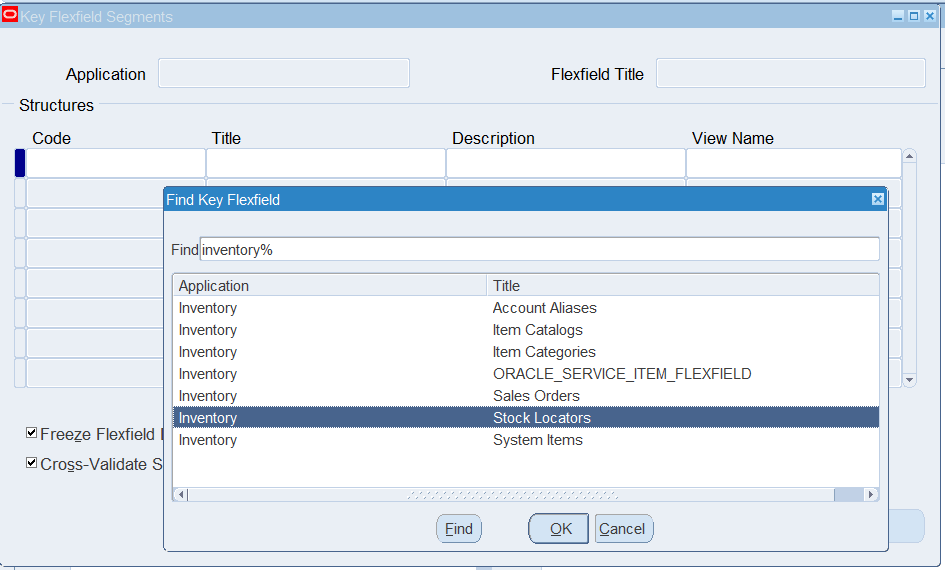 Key Flexfield Segments
Application Flexfield Title
Structures
Code Title Description View Name
Find Key Flexfield
Find inventory%
Application Title
Inventory Account Aliases
Inventory Item Catalogs
Inventory Item Categories
Inventory ORACLE_SERVICE_ITEM_FLEXFIELD
Inventory Sales Orders
Inventory Stock Locators
Inventory System Items
Freeze Flexfield
Cross-Validate S
Find OK Cancel